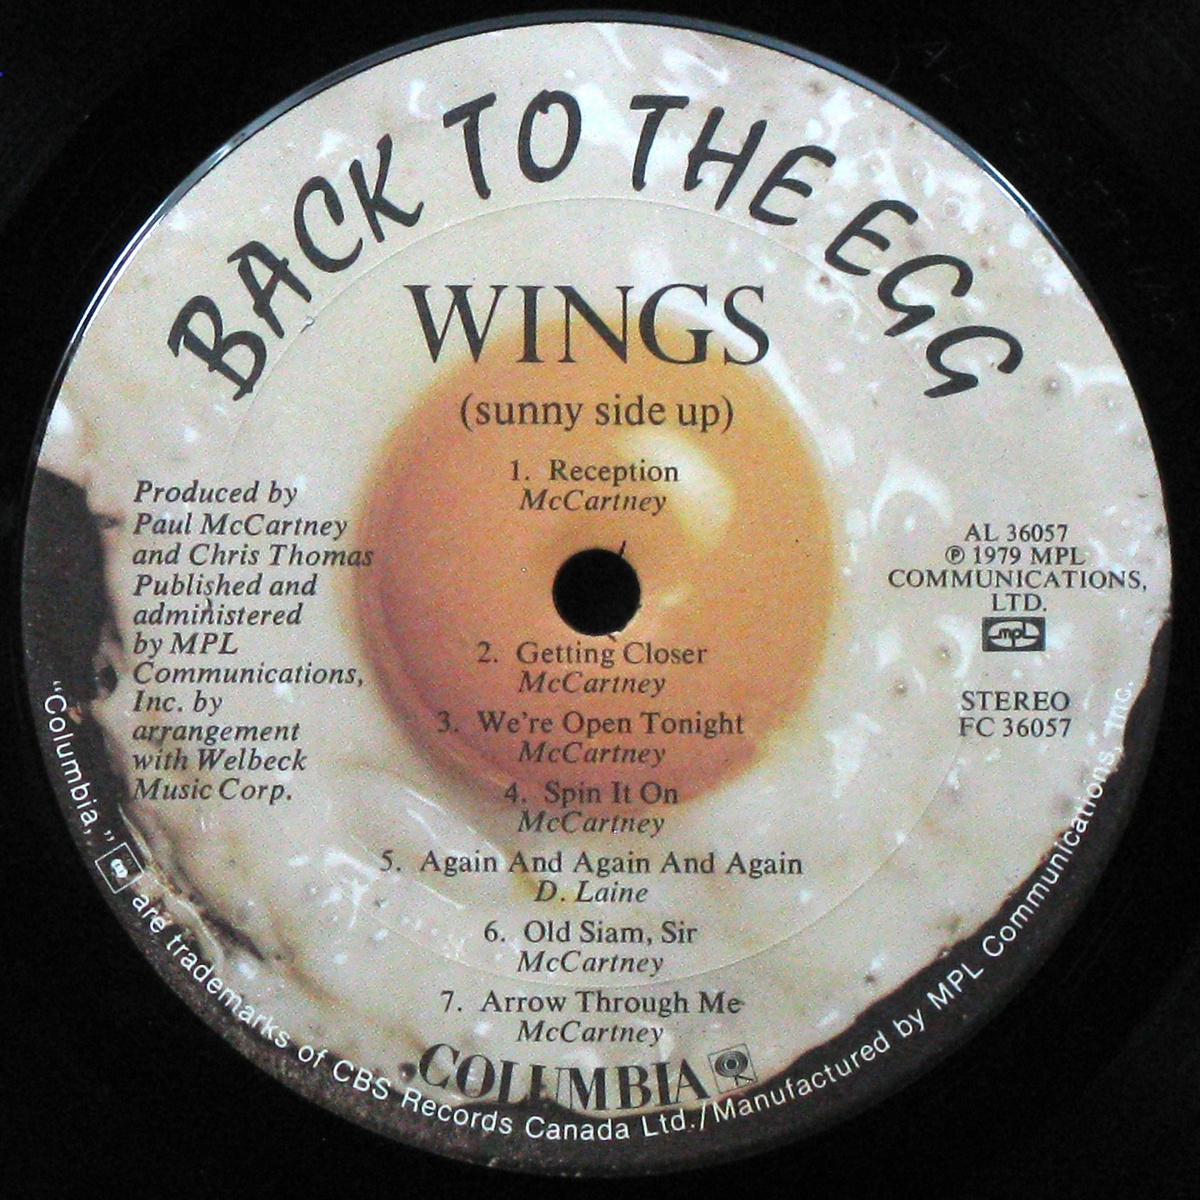 BACK TO THE EGG
WINGS
(sunny side up)
1. Reception
McCartney
2. Getting Closer
McCartney
3. We're Open Tonight
McCartney
4. Spin It On
McCartney
5. Again And Again And Again
D. Laine
6. Old Siam, Sir
McCartney
7. Arrow Through Me
McCartney
Produced by
Paul McCartney
and Chris Thomas
Published and
administered
by MPL
Communications,
Inc. by
arrangement
with Welbeck
Music Corp.
AL 36057
℗ 1979 MPL
COMMUNICATIONS,
LTD.
mpl
STEREO
FC 36057
COLUMBIA
"Columbia," are trademarks of CBS Records Canada Ltd./Manufactured by MPL Communications, Inc.